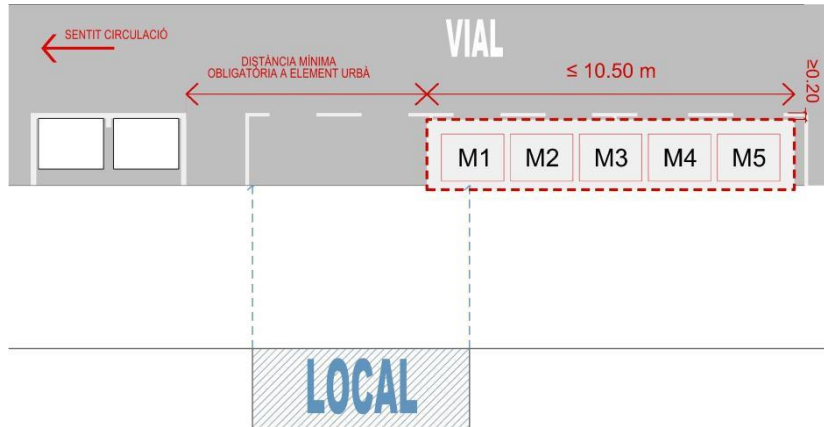 SENTIT CIRCULACIÓ
VIAL
DISTÀNCIA MÍNIMA
OBLIGATÒRIA A ELEMENT URBÀ
≤ 10.50 m
≥0.20
M1 M2 M3 M4 M5
LOCAL